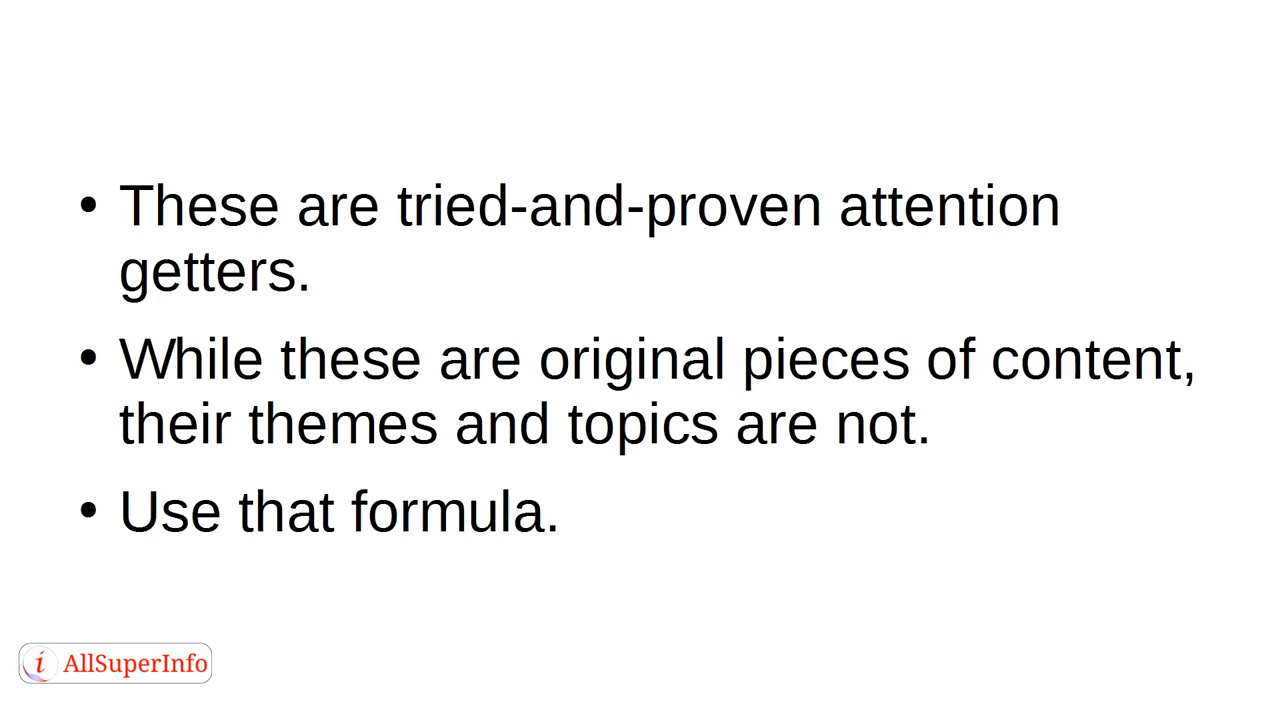 • These are tried-and-proven attention
getters.
• While these are original pieces of content,
their themes and topics are not.
• Use that formula.
i AllSuperInfo